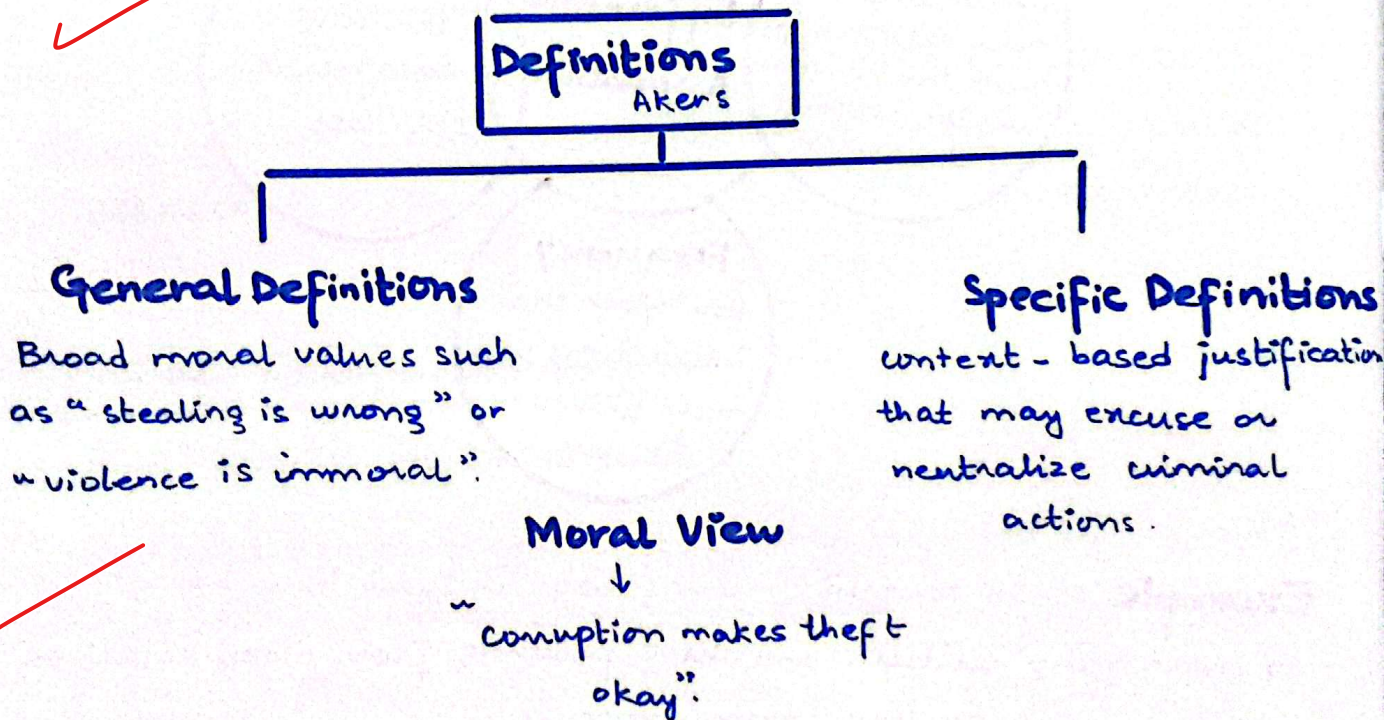 Definitions
Akers
General Definitions
Broad moral values such
as “stealing is wrong” or
“violence is immoral”.
Specific Definitions
context-based justification
that may excuse or
neutralize criminal
actions.
Moral View
↓
“corruption makes theft
okay”.